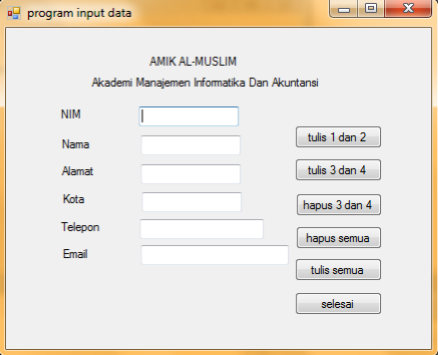 program input data
AMIK AL-MUSLIM
Akademi Manajemen Informatika Dan Akuntansi
NIM
Nama
Alamat
Kota
Telepon
Email
tulis 1 dan 2
tulis 3 dan 4
hapus 3 dan 4
hapus semua
tulis semua
selesai